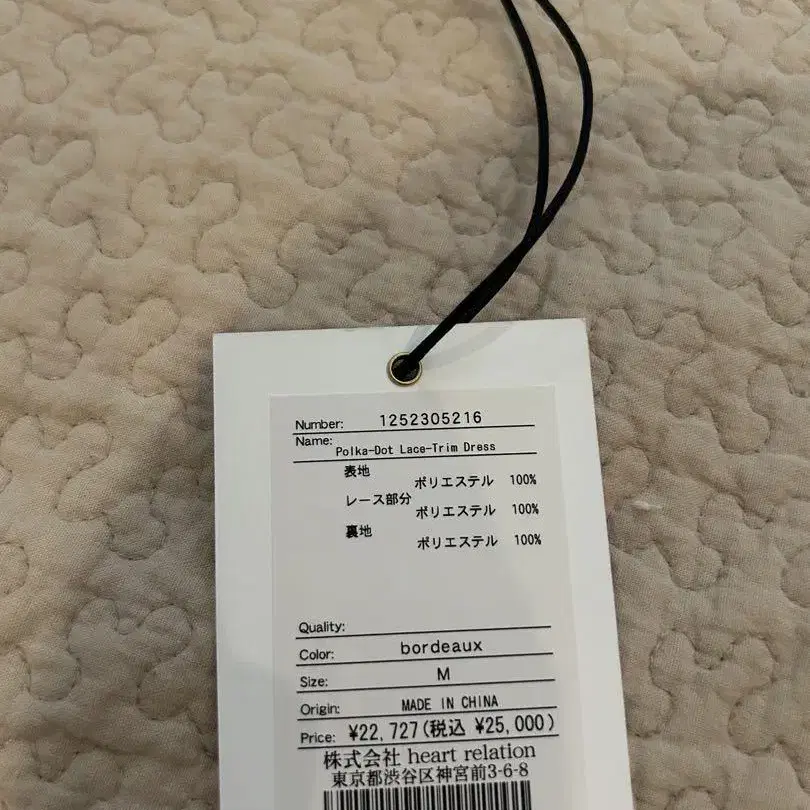 Number: 1252305216
Name: Polka-Dot Lace-Trim Dress
表地
ポリエステル 100%
レース部分
ポリエステル 100%
裏地
ポリエステル 100%
Quality:
Color: bordeaux
Size: M
Origin: MADE IN CHINA
Price: ¥22,727(税込 ¥25,000)
株式会社 heart relation
東京都渋谷区神宮前3-6-8